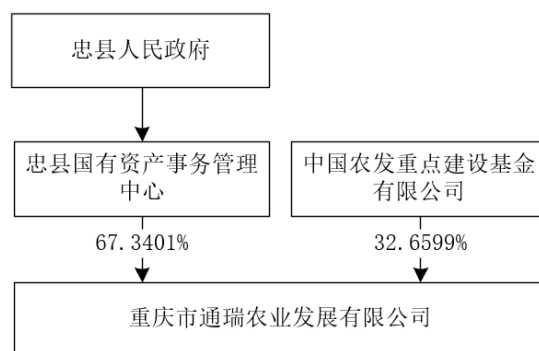 忠县人民政府
忠县国有资产事务管理
中心
中国农发重点建设基金
有限公司
67.3401%
32.6599%
重庆市通瑞农业发展有限公司